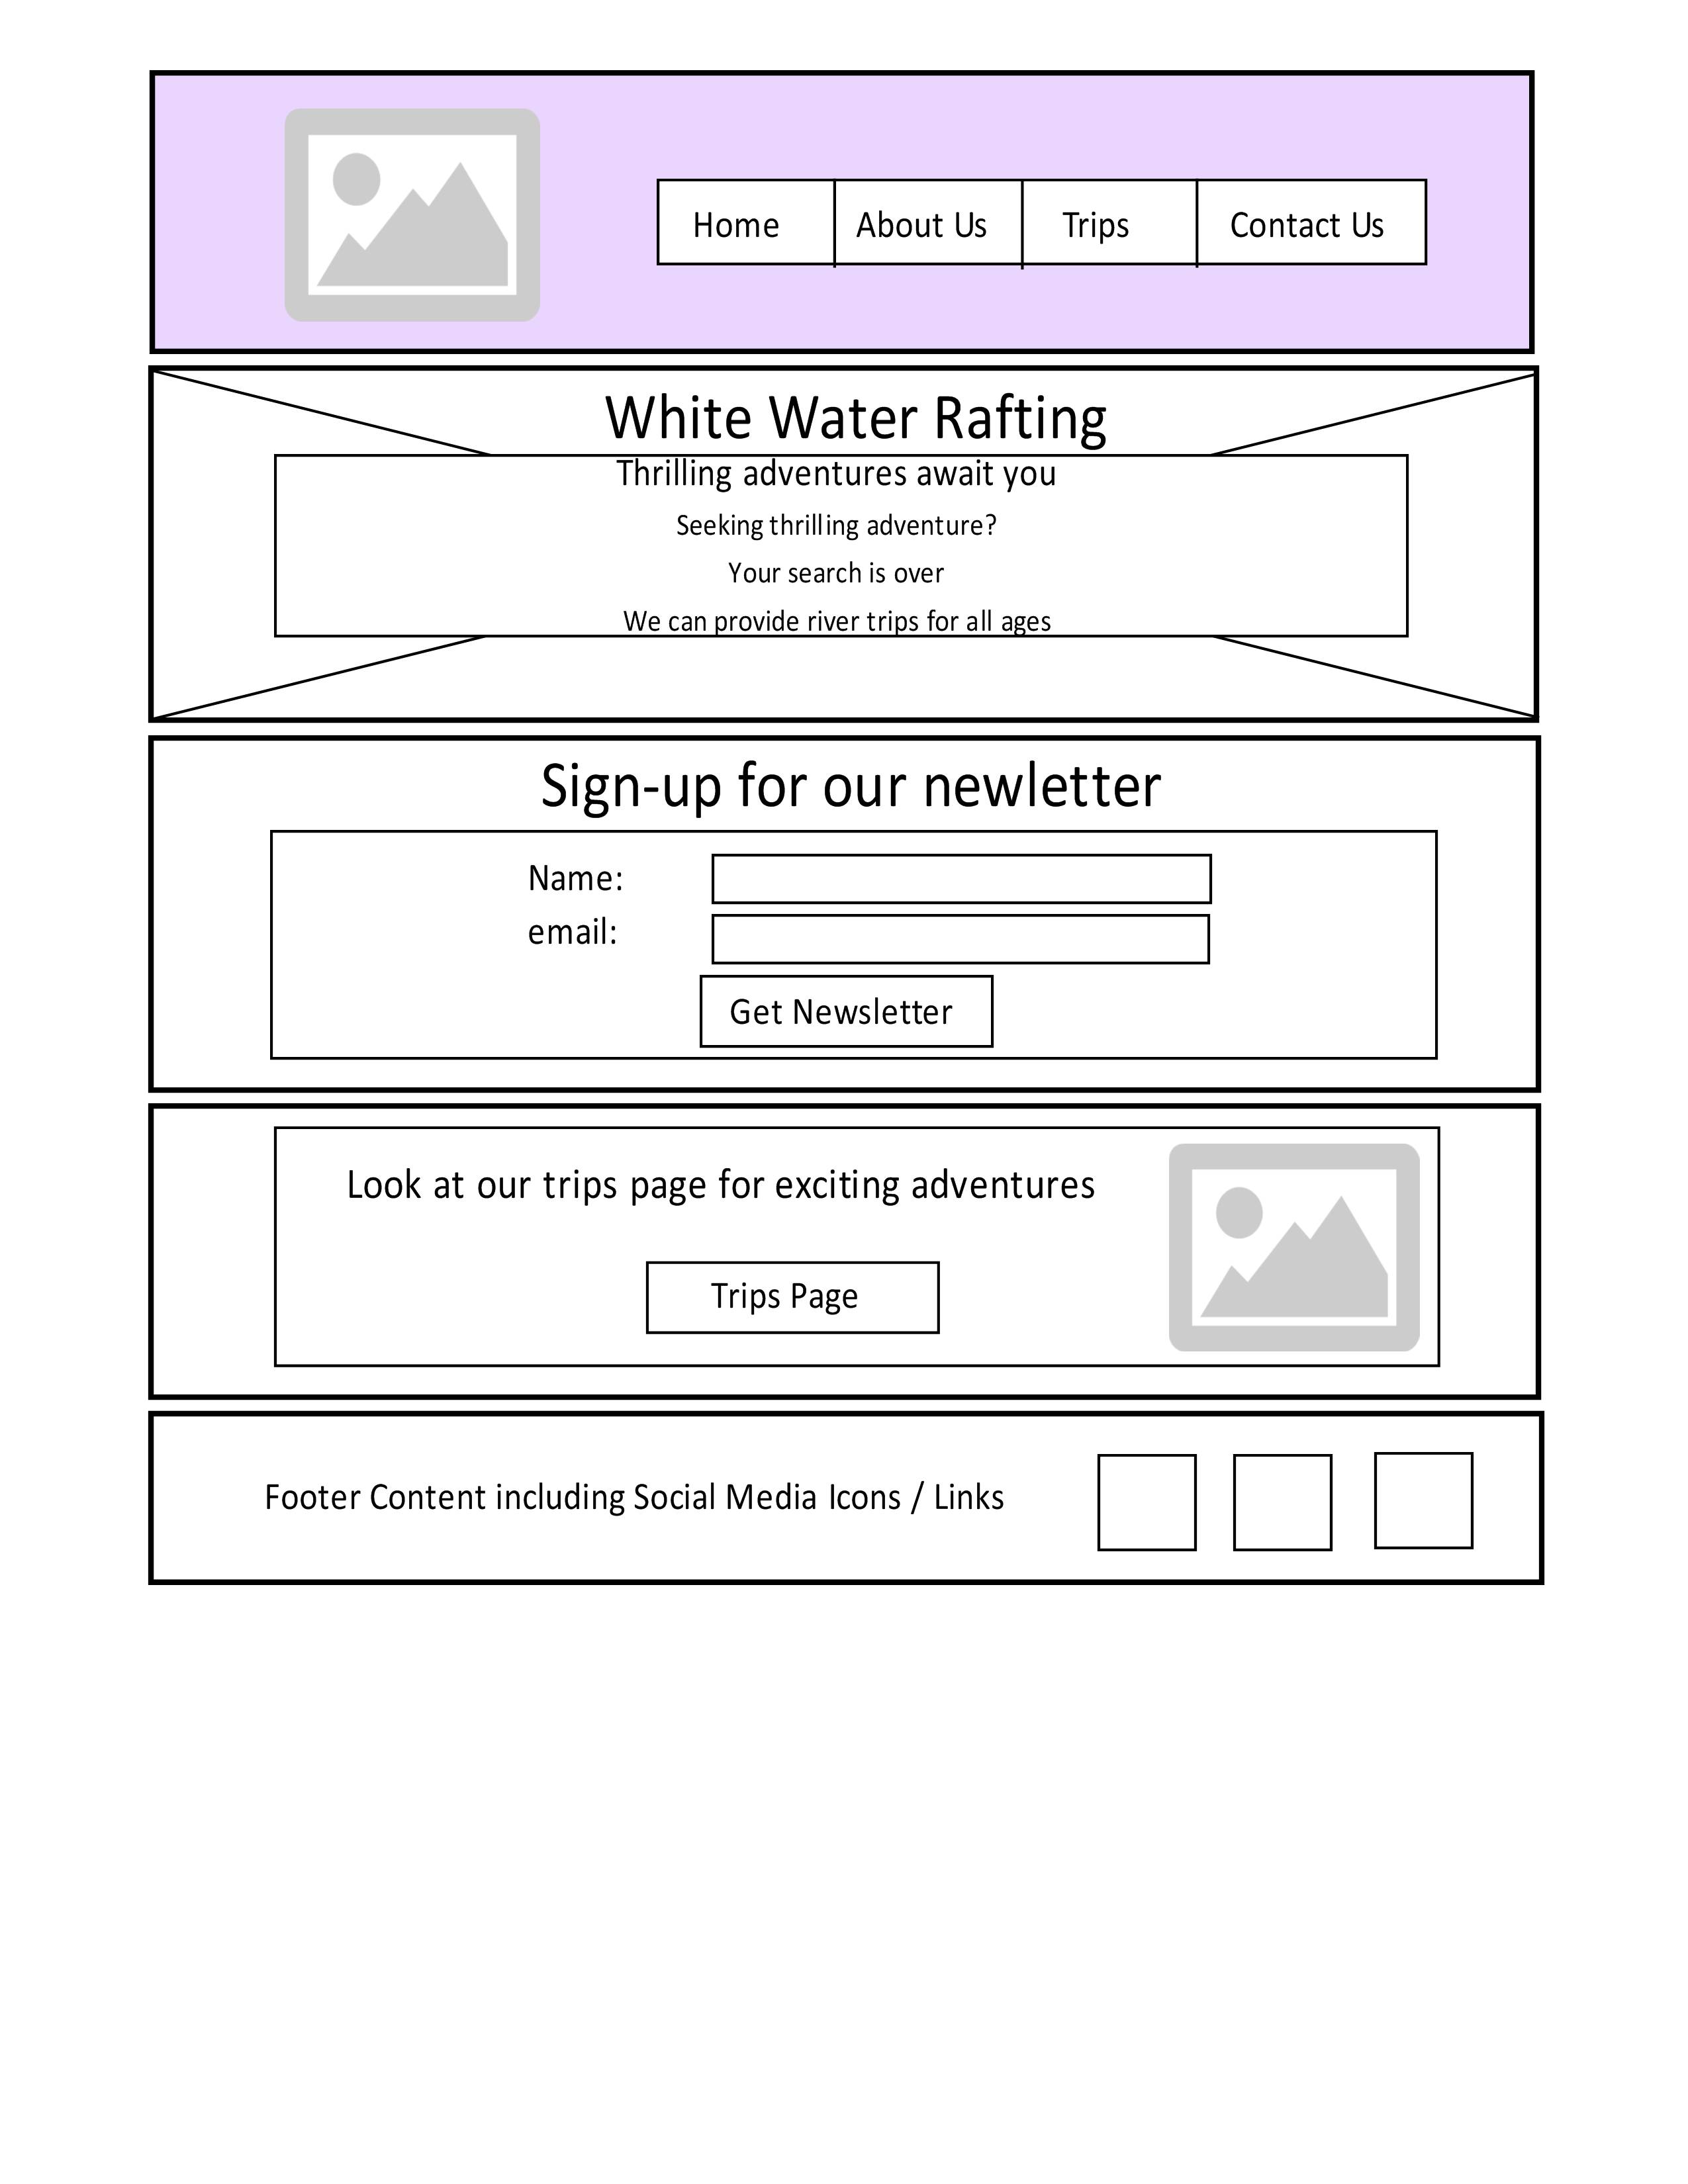 Home About Us Trips Contact Us
White Water Rafting
Thrilling adventures await you
Seeking thrilling adventure?
Your search is over
We can provide river trips for all ages
Sign-up for our newletter
Name:
email:
Get Newsletter
Look at our trips page for exciting adventures
Trips Page
Footer Content including Social Media Icons / Links